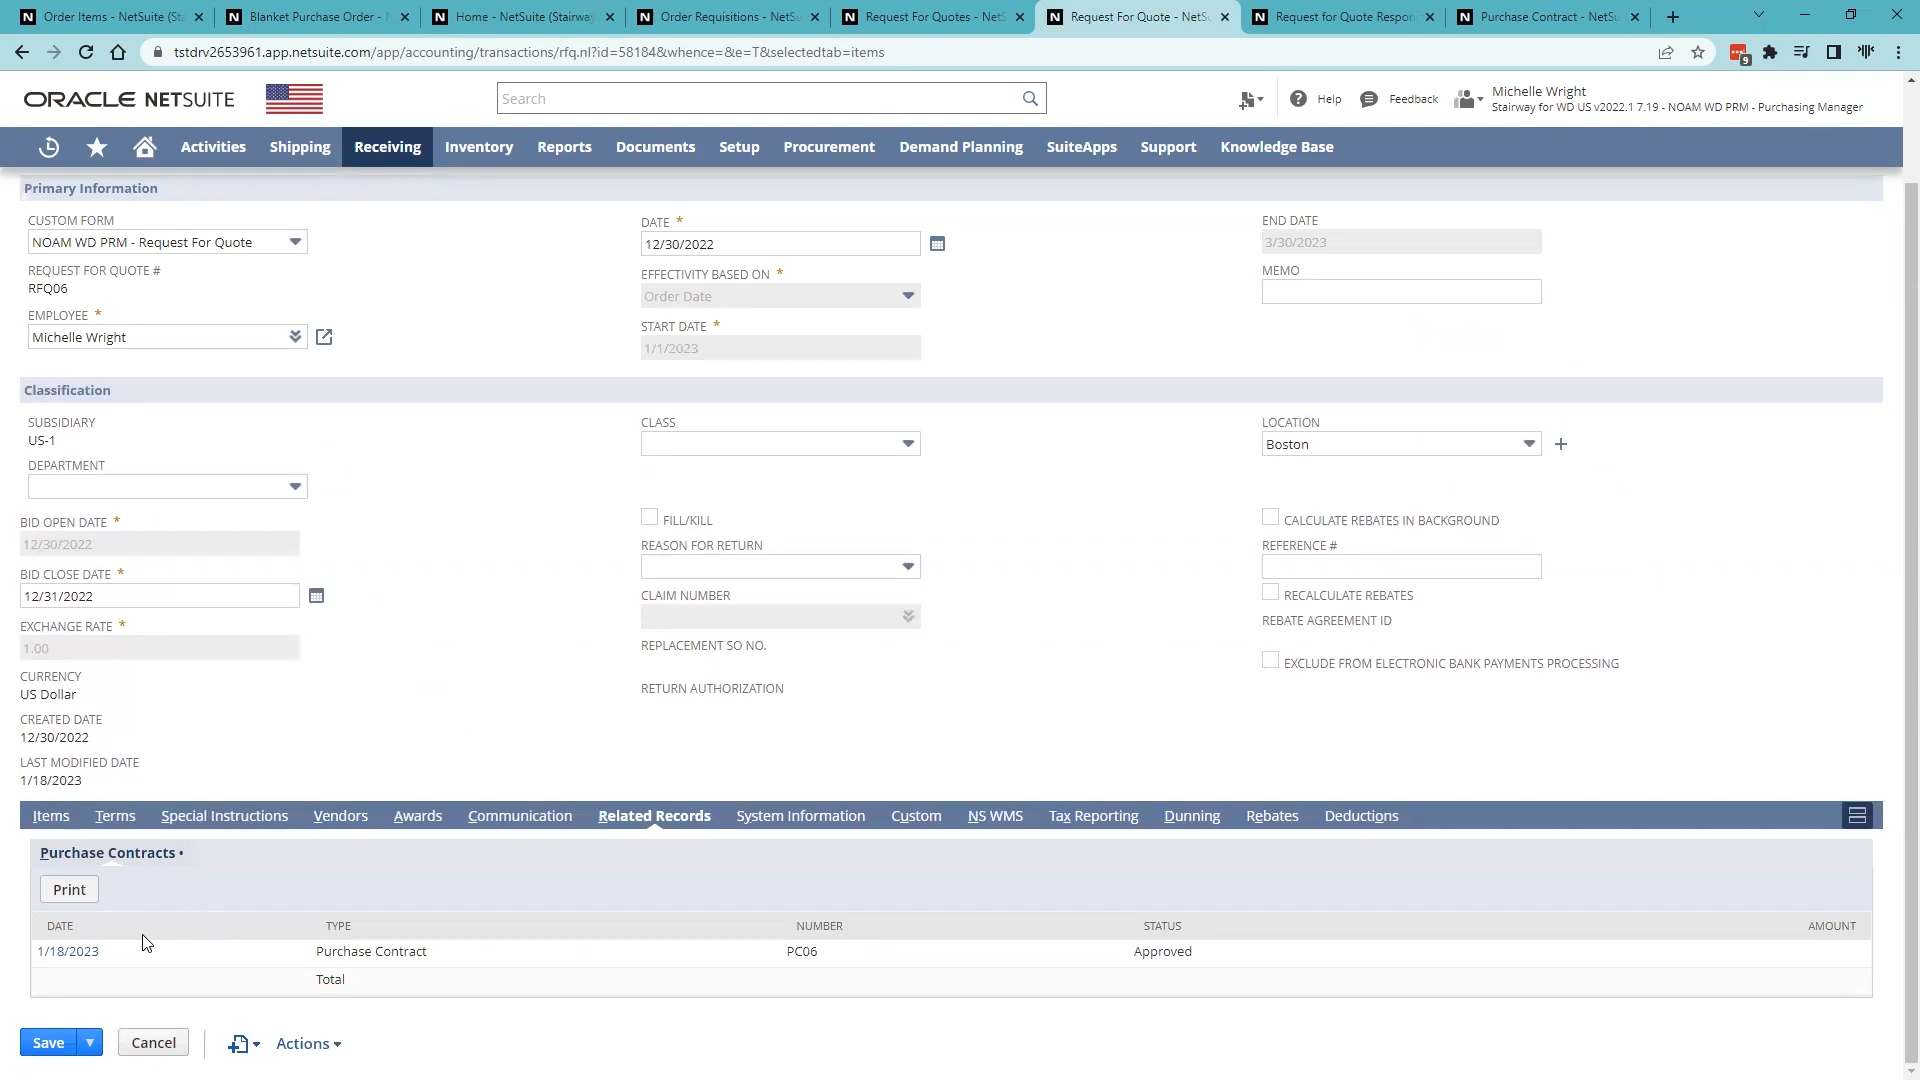 Order Items - NetSuite (Sta
Blanket Purchase Order - N
Home - NetSuite (Stairway
Order Requisitions - NetSu
Request For Quotes - NetS
Request For Quote - NetSu
Request for Quote Respon
Purchase Contract - NetSu
tstdrv2653961.app.netsuite.com/app/accounting/transactions/rfq.nl?id=58184&whence=&e=T&selectedtab=items
9
ORACLE NETSUITE
Search
Help
Feedback
Michelle Wright
Stairway for WD US v2022.1 7.19 - NOAM WD PRM - Purchasing Manager
Activities Shipping Receiving Inventory Reports Documents Setup Procurement Demand Planning SuiteApps Support Knowledge Base
Primary Information
CUSTOM FORM
NOAM WD PRM - Request For Quote
REQUEST FOR QUOTE #
RFQ06
EMPLOYEE *
Michelle Wright
DATE *
12/30/2022
EFFECTIVITY BASED ON *
Order Date
START DATE *
1/1/2023
END DATE
3/30/2023
MEMO
Classification
SUBSIDIARY
US-1
DEPARTMENT
CLASS
LOCATION
Boston
BID OPEN DATE *
12/30/2022
BID CLOSE DATE *
12/31/2022
EXCHANGE RATE *
1.00
CURRENCY
US Dollar
CREATED DATE
12/30/2022
LAST MODIFIED DATE
1/18/2023
FILL/KILL
REASON FOR RETURN
CLAIM NUMBER
REPLACEMENT SO NO.
RETURN AUTHORIZATION
CALCULATE REBATES IN BACKGROUND
REFERENCE #
RECALCULATE REBATES
REBATE AGREEMENT ID
EXCLUDE FROM ELECTRONIC BANK PAYMENTS PROCESSING
Items Terms Special Instructions Vendors Awards Communication Related Records System Information Custom NS WMS Tax Reporting Dunning Rebates Deductions
Purchase Contracts •
Print
DATE TYPE NUMBER STATUS AMOUNT
1/18/2023 Purchase Contract PC06 Approved
Total
Save Cancel Actions